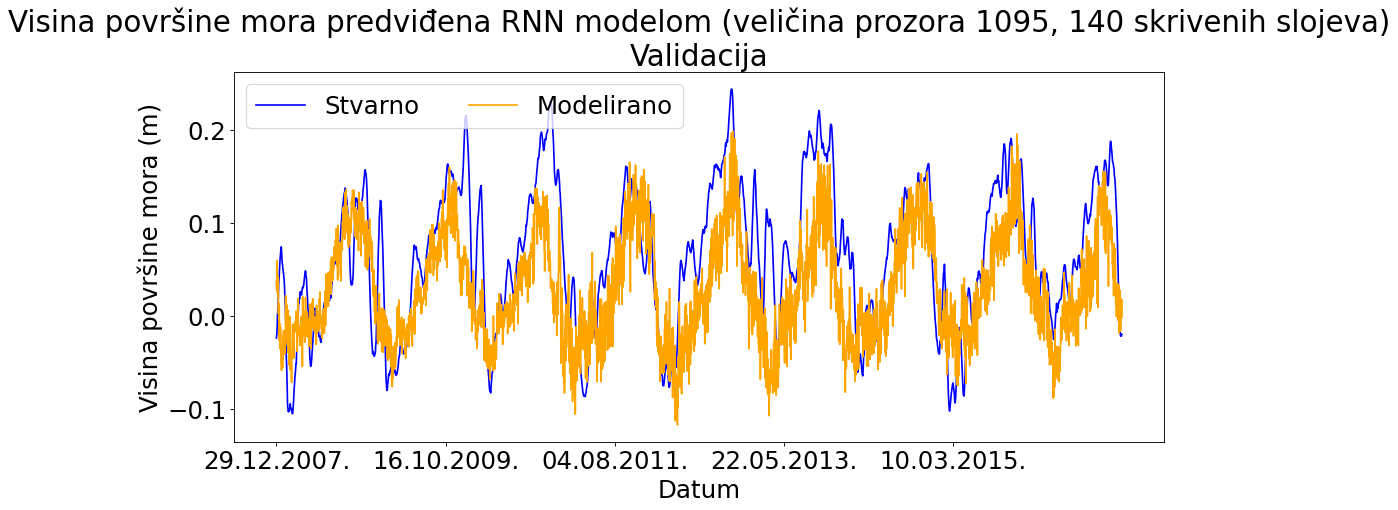 Visina površine mora predviđena RNN modelom (veličina prozora 1095, 140 skrivenih slojeva)
Validacija
Stvarno
Modelirano
Visina površine mora (m)
0.2
0.1
0.0
−0.1
29.12.2007.
16.10.2009.
04.08.2011.
22.05.2013.
10.03.2015.
Datum